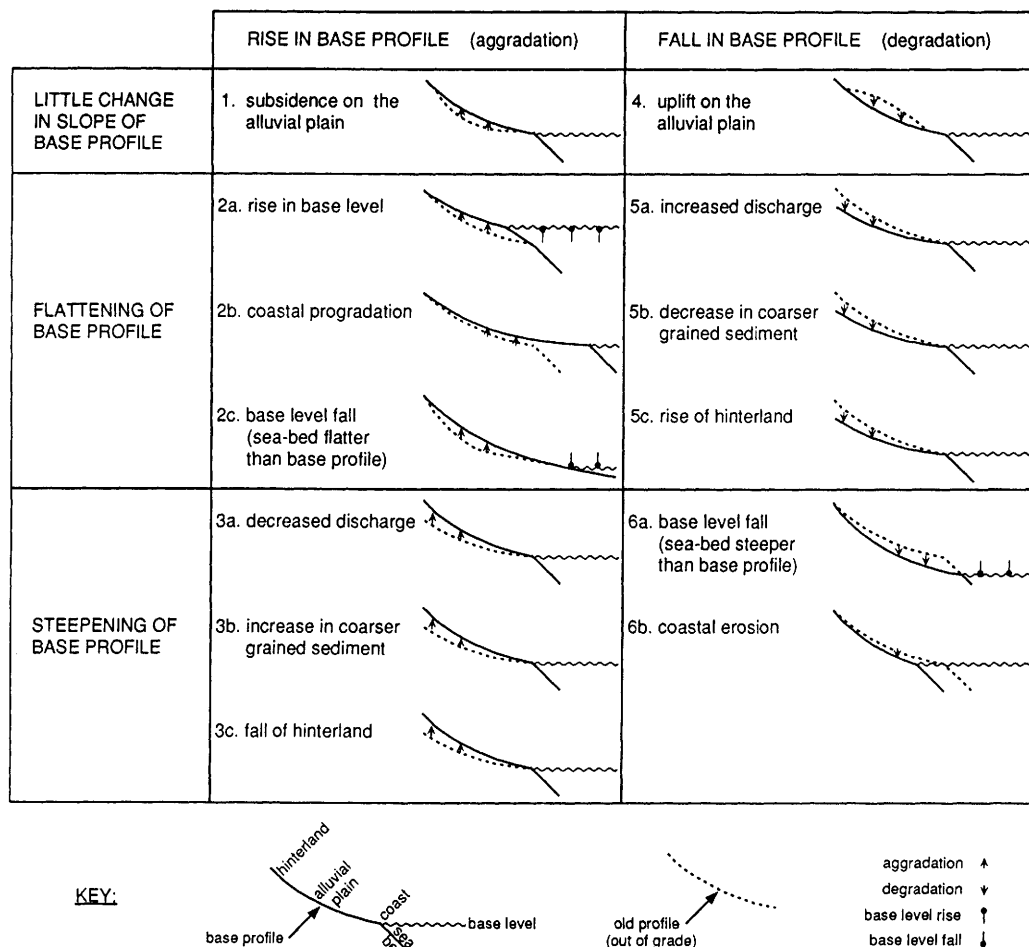 RISE IN BASE PROFILE (aggradation)
FALL IN BASE PROFILE (degradation)
LITTLE CHANGE
IN SLOPE OF
BASE PROFILE
1. subsidence on the
alluvial plain
4. uplift on the
alluvial plain
FLATTENING OF
BASE PROFILE
2a. rise in base level
2b. coastal progradation
2c. base level fall
(sea-bed flatter
than base profile)
5a. increased discharge
5b. decrease in coarser
grained sediment
5c. rise of hinterland
STEEPENING OF
BASE PROFILE
3a. decreased discharge
3b. increase in coarser
grained sediment
3c. fall of hinterland
6a. base level fall
(sea-bed steeper
than base profile)
6b. coastal erosion
KEY:
hinterland
alluvial
plain
coast
base level
base profile
old profile
(out of grade)
aggradation
degradation
base level rise
base level fall